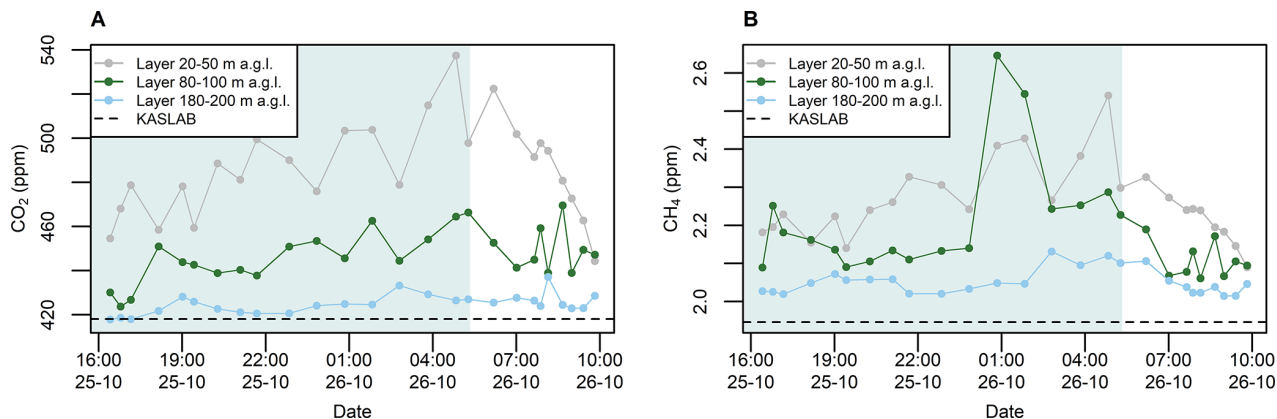 A
CO2 (ppm)
540
500
460
420
Layer 20-50 m a.g.l.
Layer 80-100 m a.g.l.
Layer 180-200 m a.g.l.
KASLAB
16:00 19:00 22:00 01:00 04:00 07:00 10:00
25-10 25-10 25-10 26-10 26-10 26-10 26-10
Date
B
CH4 (ppm)
2.6
2.4
2.2
2.0
Layer 20-50 m a.g.l.
Layer 80-100 m a.g.l.
Layer 180-200 m a.g.l.
KASLAB
16:00 19:00 22:00 01:00 04:00 07:00 10:00
25-10 25-10 25-10 26-10 26-10 26-10 26-10
Date